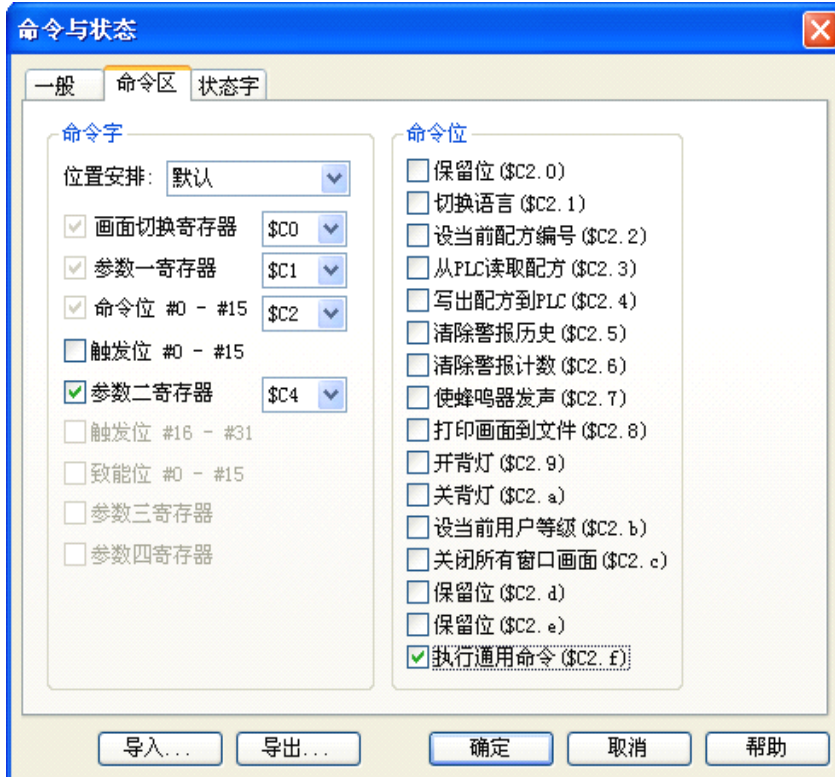 命令与状态
一般 命令区 状态字
命令字
位置安排: 默认
画面切换寄存器 $C0
参数一寄存器 $C1
命令位 #0 - #15 $C2
触发位 #0 - #15
参数二寄存器 $C4
触发位 #16 - #31
致能位 #0 - #15
参数三寄存器
参数四寄存器
命令位
保留位($C2.0)
切换语言($C2.1)
设当前配方编号($C2.2)
从PLC读取配方($C2.3)
写出配方到PLC($C2.4)
清除警报历史($C2.5)
清除警报计数($C2.6)
使蜂鸣器发声($C2.7)
打印画面到文件($C2.8)
开背灯($C2.9)
关背灯($C2.a)
设当前用户等级($C2.b)
关闭所有窗口画面($C2.c)
保留位($C2.d)
保留位($C2.e)
执行通用命令($C2.f)
导入... 导出... 确定 取消 帮助